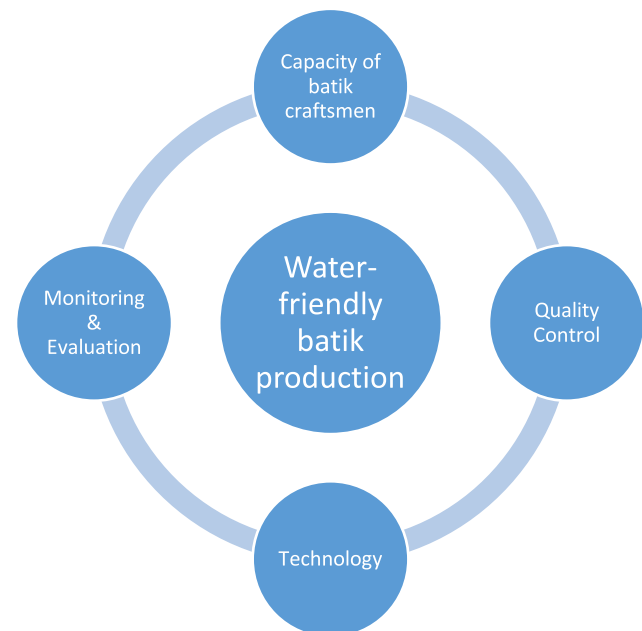 Capacity of
batik
craftsmen
Water-
friendly
batik
production
Monitoring
&
Evaluation
Quality
Control
Technology